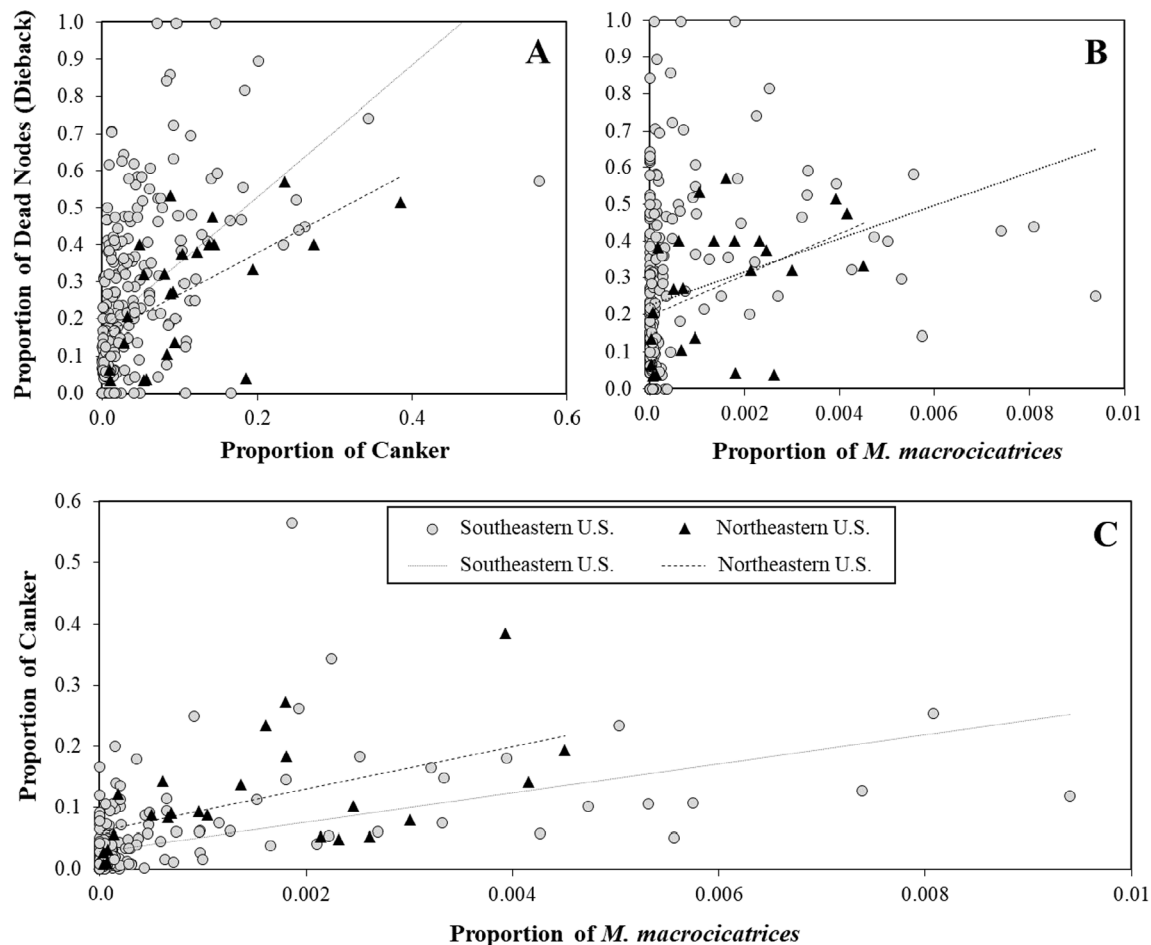 A
B
1.0
0.9
0.8
0.7
0.6
0.5
0.4
0.3
0.2
0.1
0.0
Proportion of Dead Nodes (Dieback)
0.0 0.2 0.4 0.6
Proportion of Canker
1.0
0.9
0.8
0.7
0.6
0.5
0.4
0.3
0.2
0.1
0.0
0.0 0.002 0.004 0.006 0.008 0.01
Proportion of M. macrocicatrices
C
Southeastern U.S. Northeastern U.S.
Southeastern U.S. Northeastern U.S.
0.6
0.5
0.4
0.3
0.2
0.1
0.0
Proportion of Canker
0.0 0.002 0.004 0.006 0.008 0.01
Proportion of M. macrocicatrices